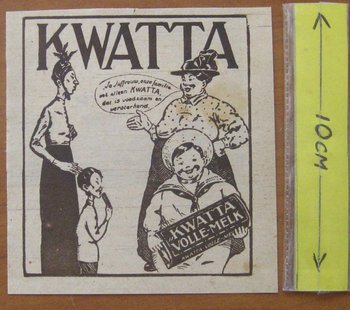 KWATTA
Ja Juffrouw, onze familie
eet alleen KWATTA,
dat is voedzaam en
versterkend.
KWATTA
VOLLE-MELK
10CM